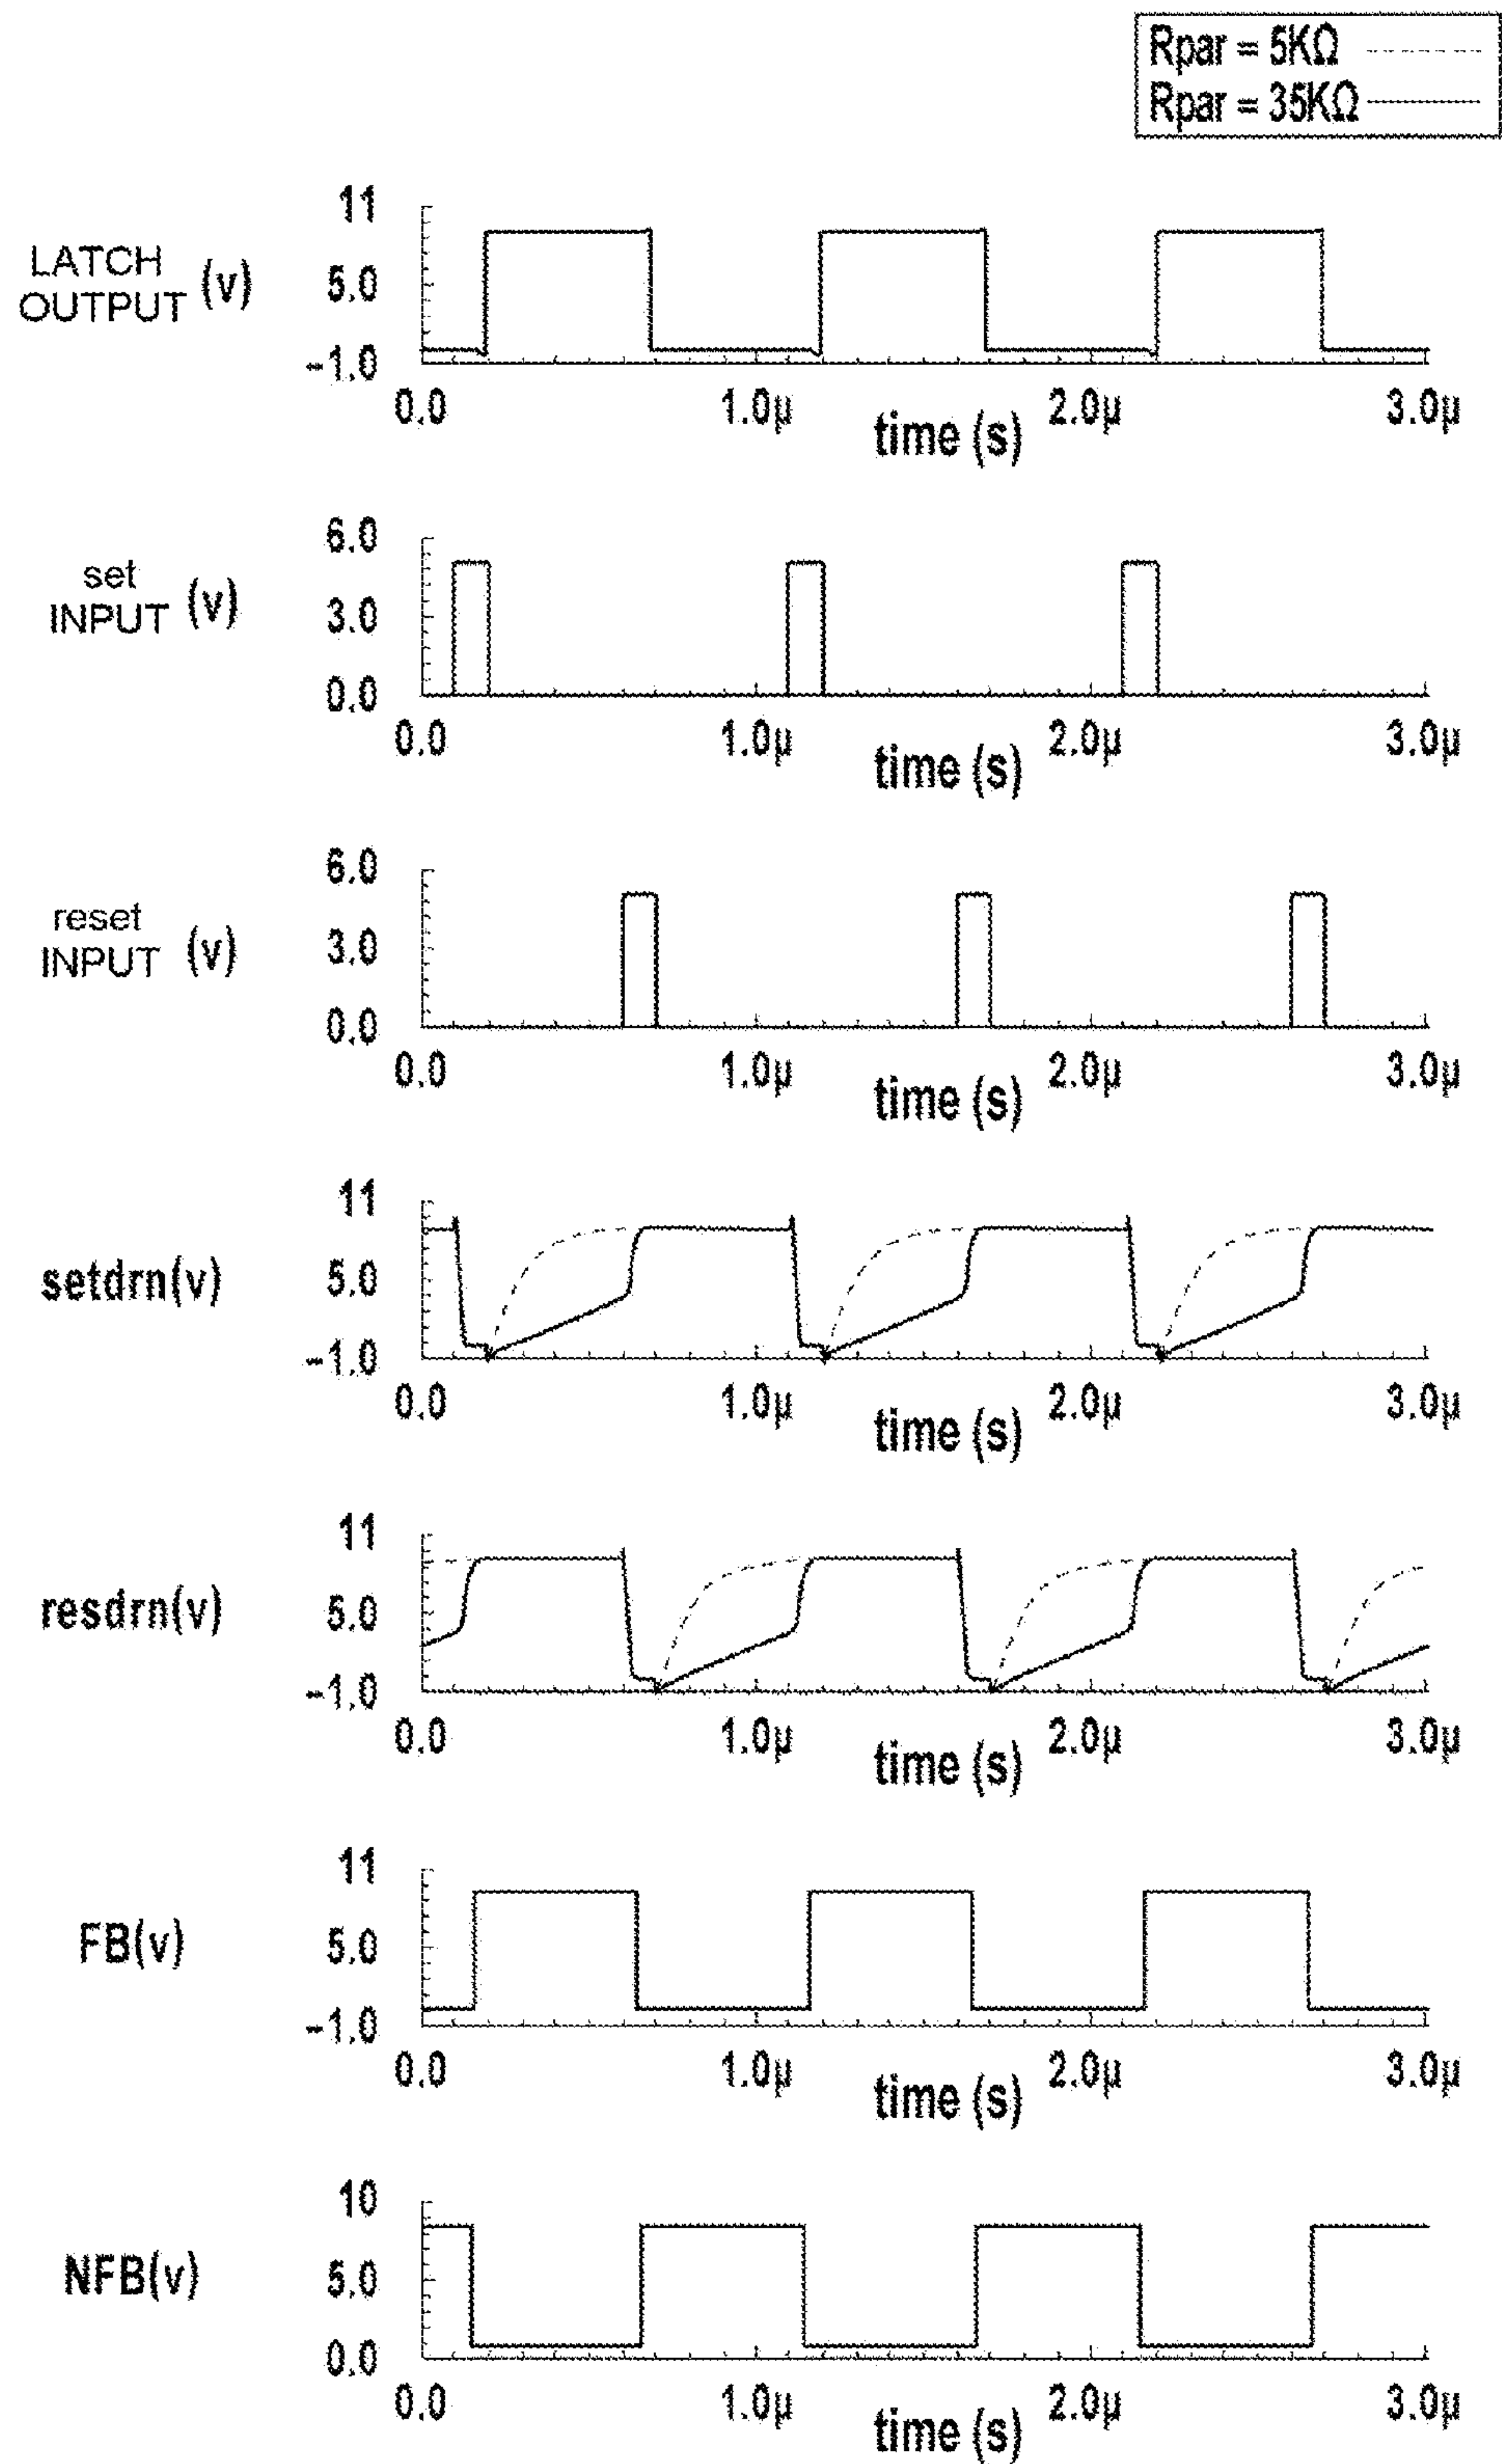 Rpar = 5KΩ
Rpar = 35KΩ
LATCH
OUTPUT (v)
11
5.0
-1.0
0.0 1.0μ 2.0μ 3.0μ
time (s)
set
INPUT (v)
6.0
3.0
0.0
0.0 1.0μ 2.0μ 3.0μ
time (s)
reset
INPUT (v)
6.0
3.0
0.0
0.0 1.0μ 2.0μ 3.0μ
time (s)
setdrn(v)
11
5.0
-1.0
0.0 1.0μ 2.0μ 3.0μ
time (s)
resdrn(v)
11
5.0
-1.0
0.0 1.0μ 2.0μ 3.0μ
time (s)
FB(v)
11
5.0
-1.0
0.0 1.0μ 2.0μ 3.0μ
time (s)
NFB(v)
10
5.0
0.0
0.0 1.0μ 2.0μ 3.0μ
time (s)